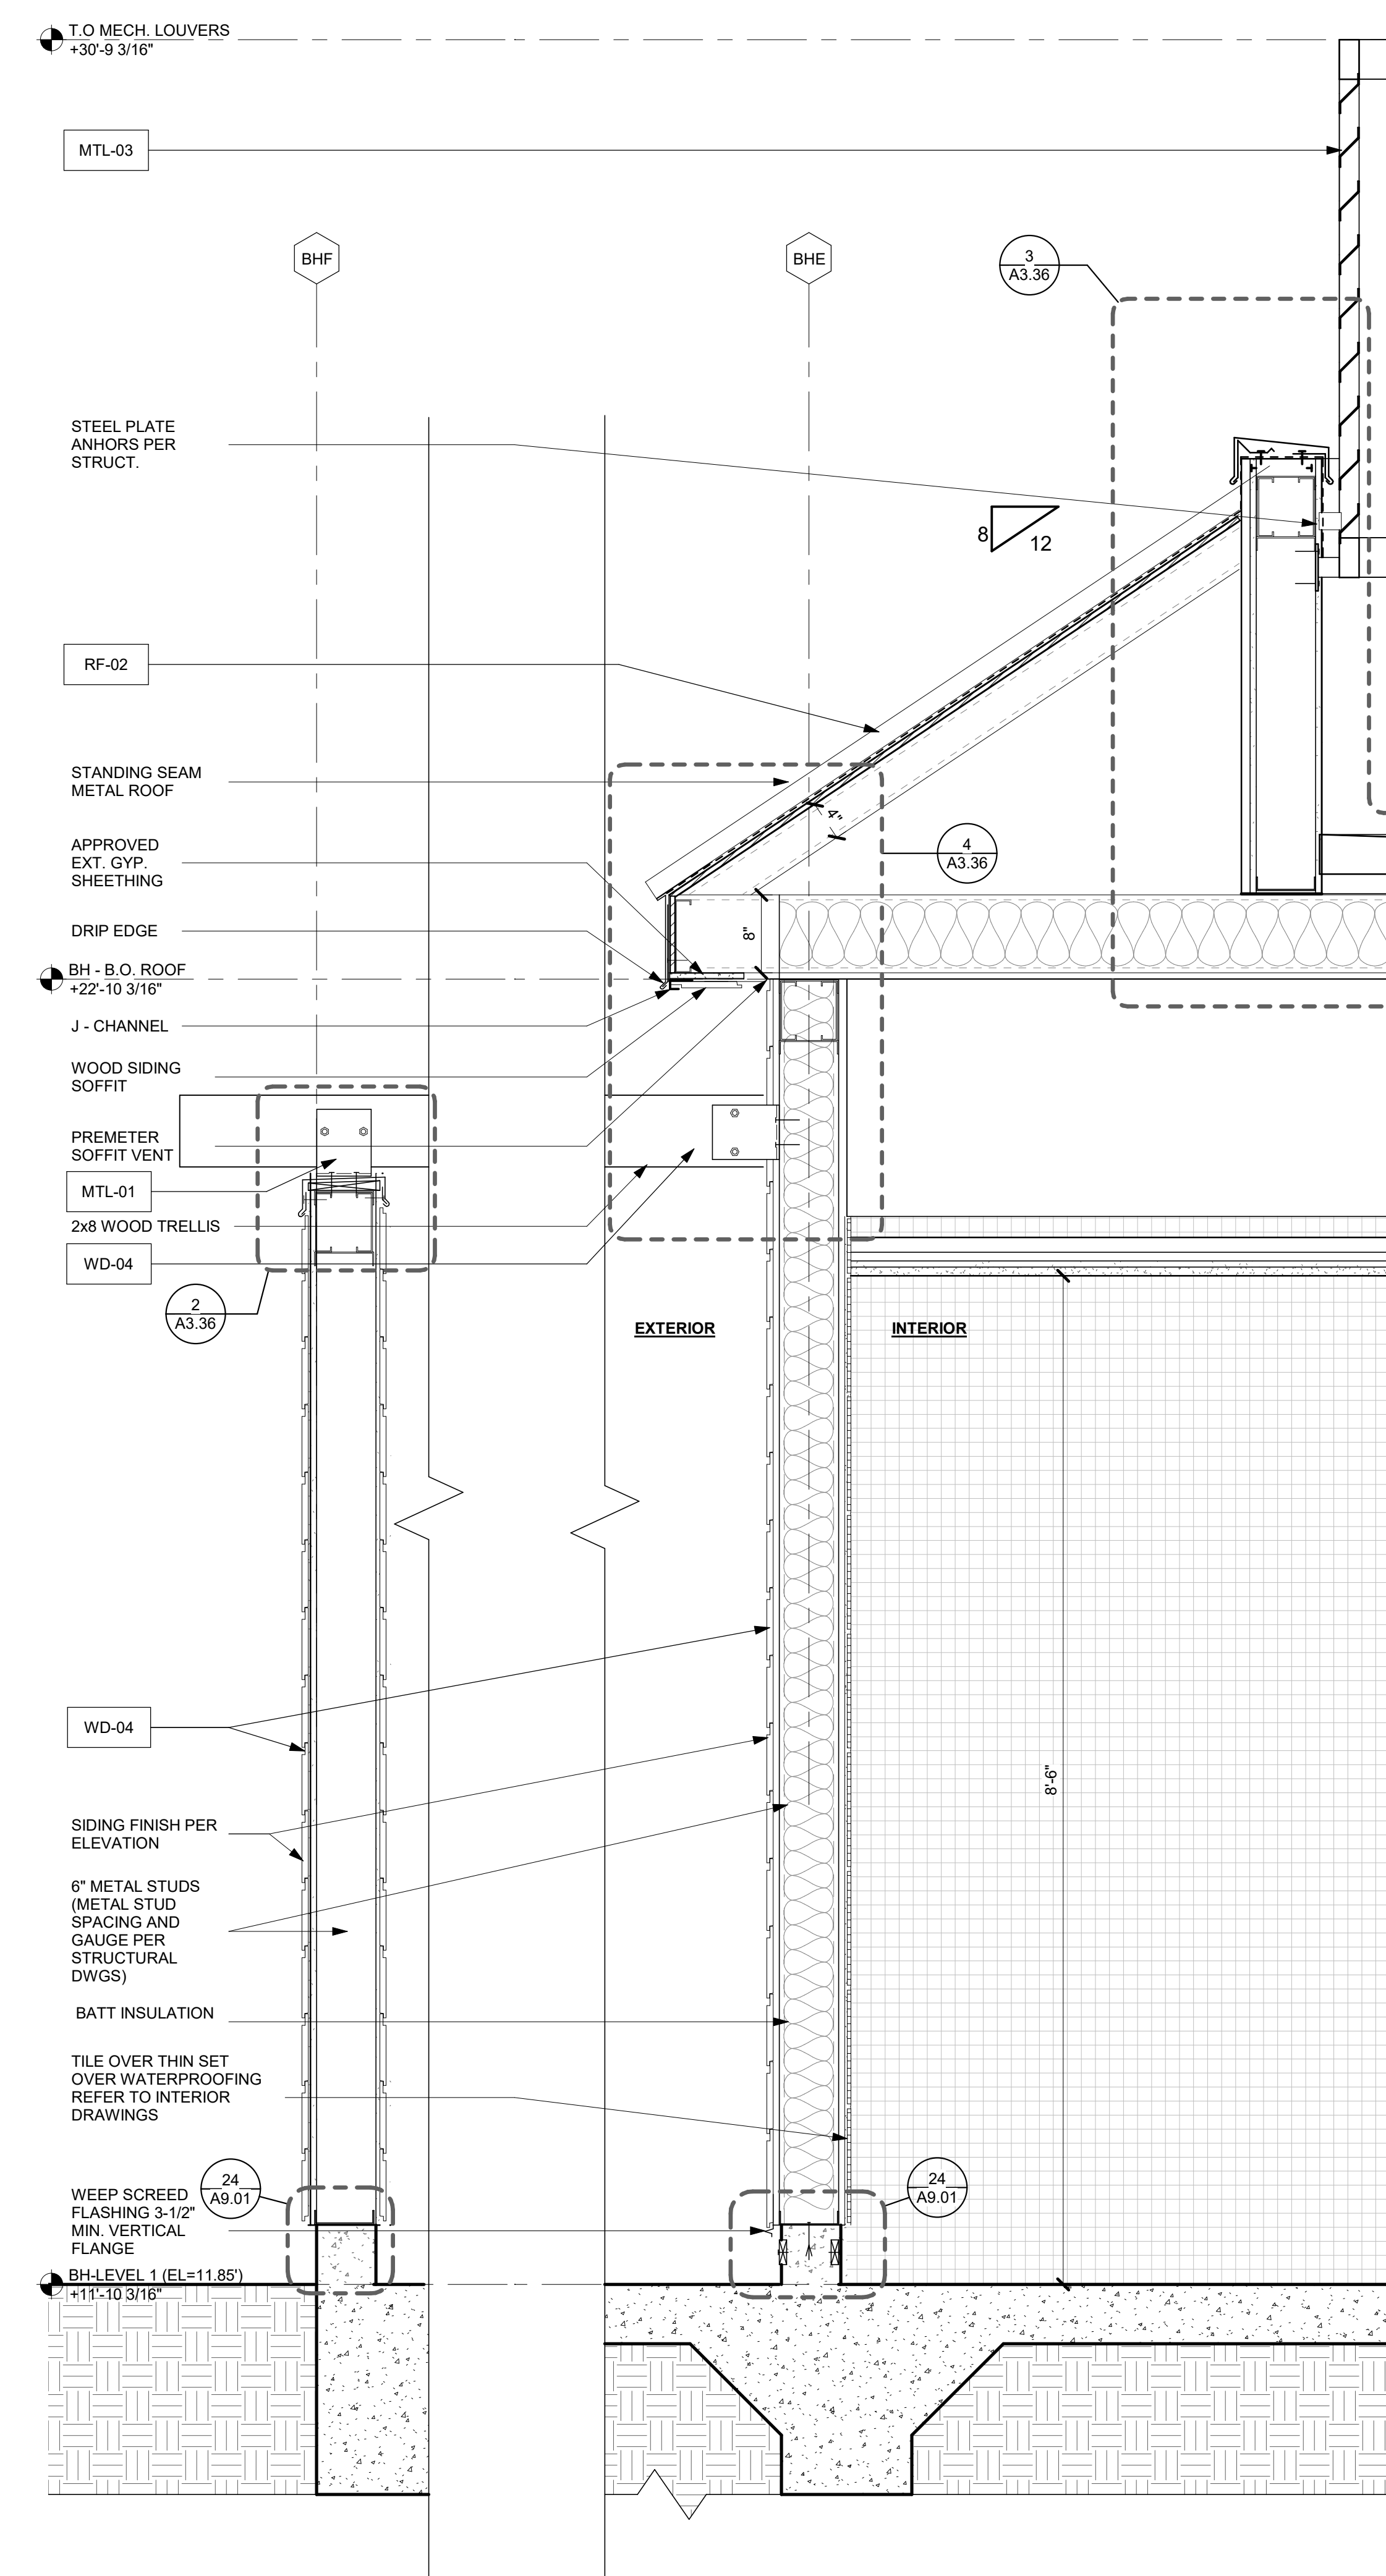 T.O MECH. LOUVERS
+30'-9 3/16"
MTL-03
BHF
BHE
3
A3.36
STEEL PLATE
ANHORS PER
STRUCT.
8
12
RF-02
STANDING SEAM
METAL ROOF
4"
APPROVED
EXT. GYP.
SHEETHING
4
A3.36
DRIP EDGE
8"
BH - B.O. ROOF
+22'-10 3/16"
J - CHANNEL
WOOD SIDING
SOFFIT
PREMETER
SOFFIT VENT
MTL-01
2x8 WOOD TRELLIS
WD-04
2
A3.36
EXTERIOR
INTERIOR
WD-04
8'-6"
SIDING FINISH PER
ELEVATION
6" METAL STUDS
(METAL STUD
SPACING AND
GAUGE PER
STRUCTURAL
DWGS)
BATT INSULATION
TILE OVER THIN SET
OVER WATERPROOFING
REFER TO INTERIOR
DRAWINGS
24
A9.01
24
A9.01
WEEP SCREED
FLASHING 3-1/2"
MIN. VERTICAL
FLANGE
BH-LEVEL 1 (EL=11.85')
+11'-10 3/16"